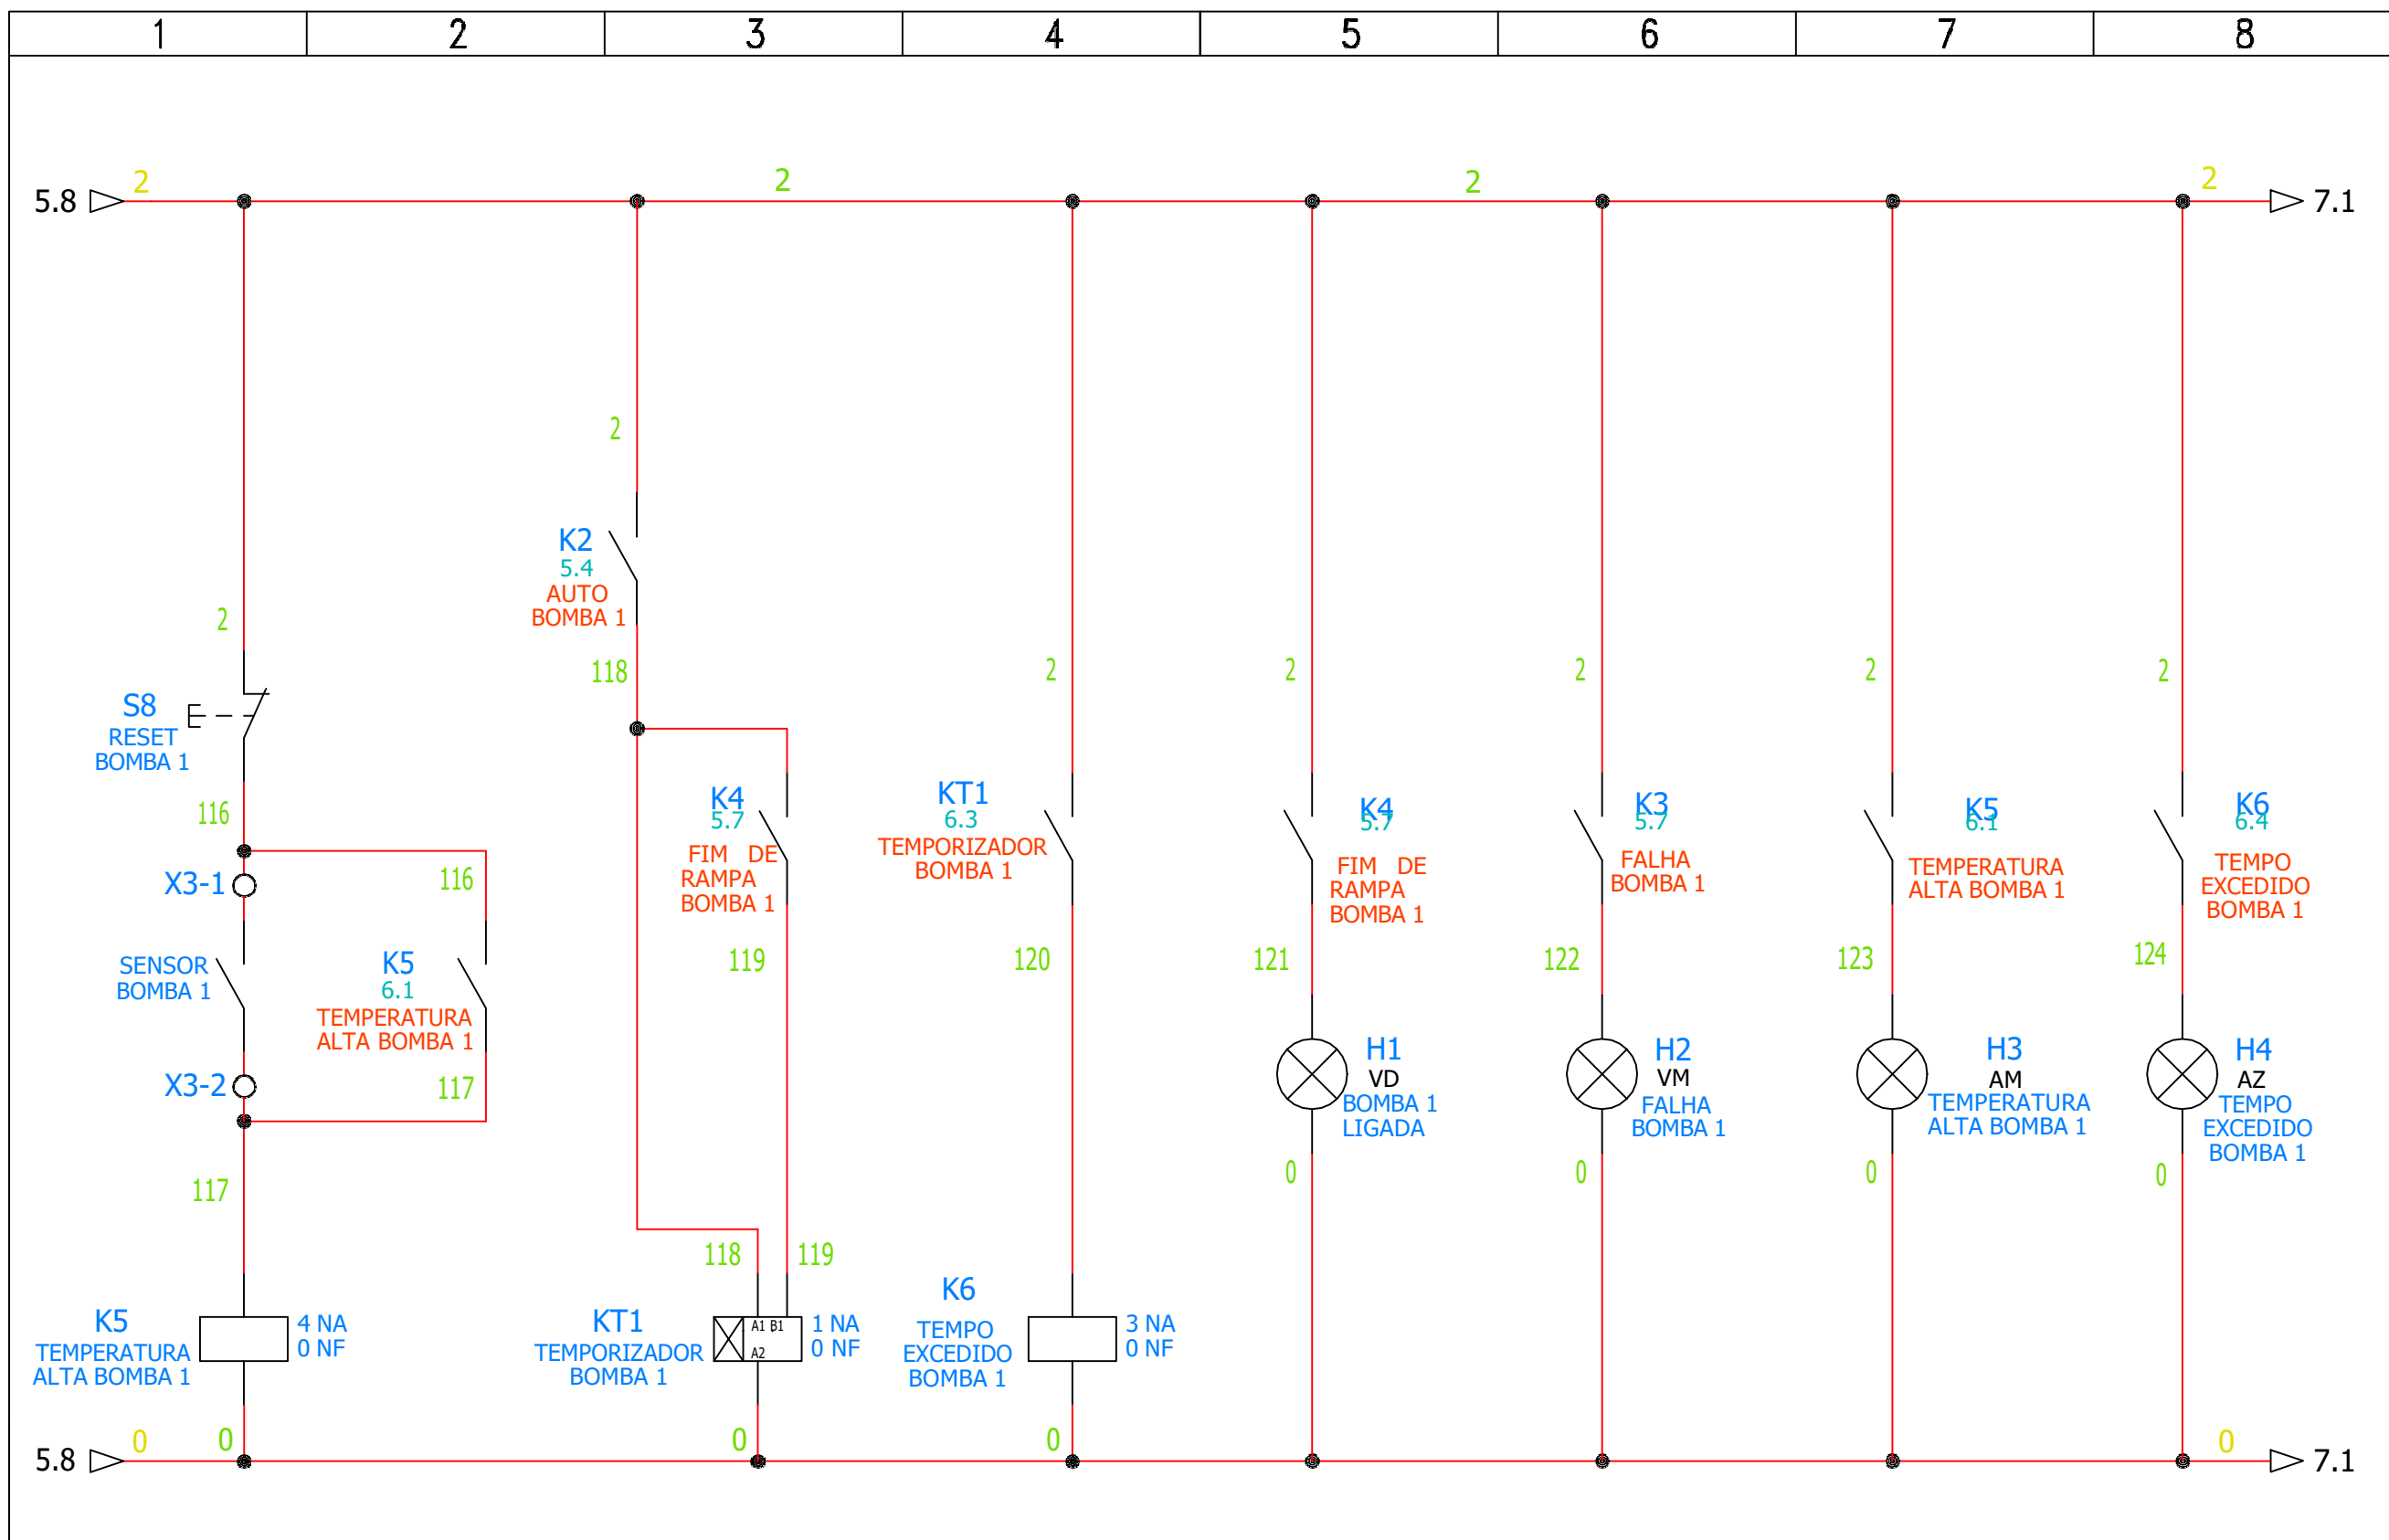 1 2 3 4 5 6 7 8
5.8 2 2 2 2 7.1
2
K2
5.4
AUTO
BOMBA 1
2
118 2 2 2 2 2
S8
RESET
BOMBA 1
116
K4
5.7
FIM DE
RAMPA
BOMBA 1
KT1
6.3
TEMPORIZADOR
BOMBA 1
K4
5.7
FIM DE
RAMPA
BOMBA 1
K3
5.7
FALHA
BOMBA 1
K5
6.1
TEMPERATURA
ALTA BOMBA 1
K6
6.4
TEMPO
EXCEDIDO
BOMBA 1
X3-1
116
SENSOR
BOMBA 1
K5
6.1
TEMPERATURA
ALTA BOMBA 1
119 120 121 122 123 124
X3-2
117
H1
VD
BOMBA 1
LIGADA
H2
VM
FALHA
BOMBA 1
H3
AM
TEMPERATURA
ALTA BOMBA 1
H4
AZ
TEMPO
EXCEDIDO
BOMBA 1
117
0 0 0 0
118 119
K5
TEMPERATURA
ALTA BOMBA 1
4 NA
0 NF
KT1
TEMPORIZADOR
BOMBA 1
A1 B1
A2
1 NA
0 NF
K6
TEMPO
EXCEDIDO
BOMBA 1
3 NA
0 NF
5.8 0 0 0 0 0 7.1